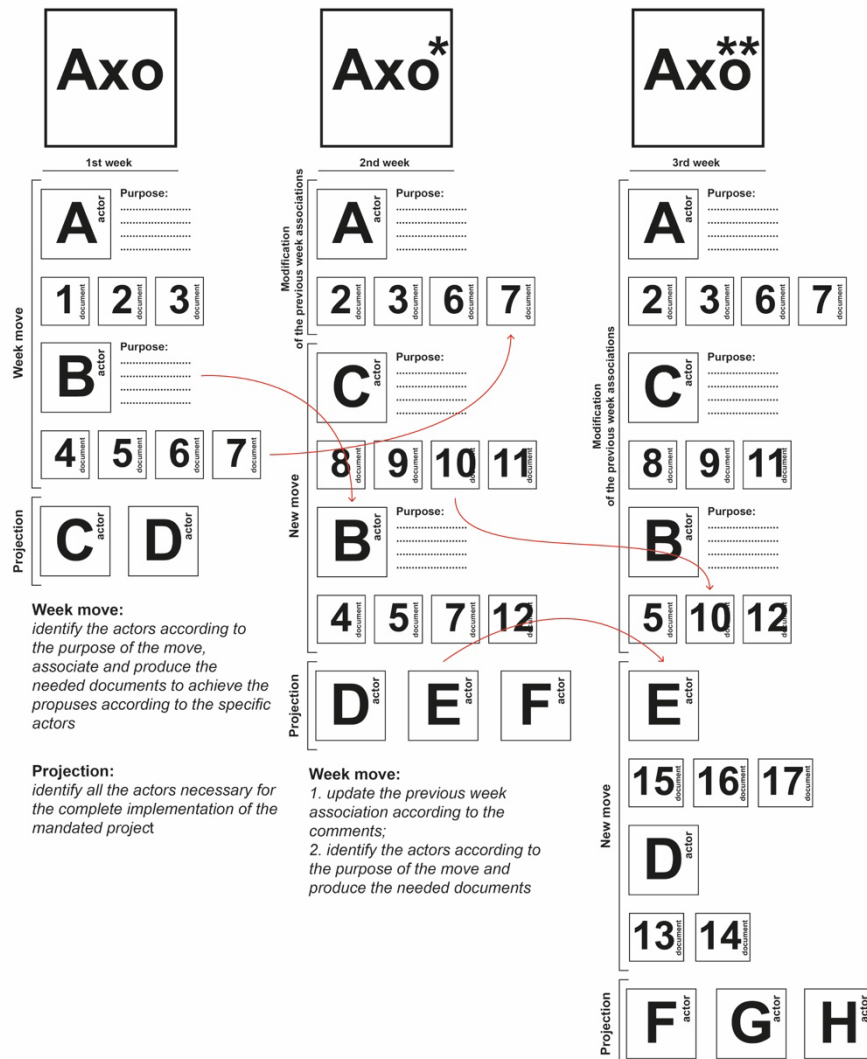 Axo
1st week
Week move
A
actor
Purpose:
1 document
2 document
3 document
B
actor
Purpose:
4 document
5 document
6 document
7 document
Projection
C
actor
D
actor
Week move:
identify the actors according to
the purpose of the move,
associate and produce the
needed documents to achieve the
propuses according to the specific
actors
Projection:
identify all the actors necessary for
the complete implementation of the
mandated project
Axo*
2nd week
Modification
of the previous week associations
A
actor
Purpose:
2 document
3 document
6 document
7 document
New move
C
actor
Purpose:
8 document
9 document
10 document
11 document
B
actor
Purpose:
4 document
5 document
7 document
12 document
Projection
D
actor
E
actor
F
actor
Week move:
1. update the previous week
association according to the
comments;
2. identify the actors according to
the purpose of the move and
produce the needed documents
Axo**
3rd week
Modification
of the previous week associations
A
actor
Purpose:
2 document
3 document
6 document
7 document
C
actor
Purpose:
8 document
9 document
11 document
B
actor
Purpose:
5 document
10 document
12 document
New move
E
actor
15 document
16 document
17 document
D
actor
13 document
14 document
Projection
F
actor
G
actor
H
actor